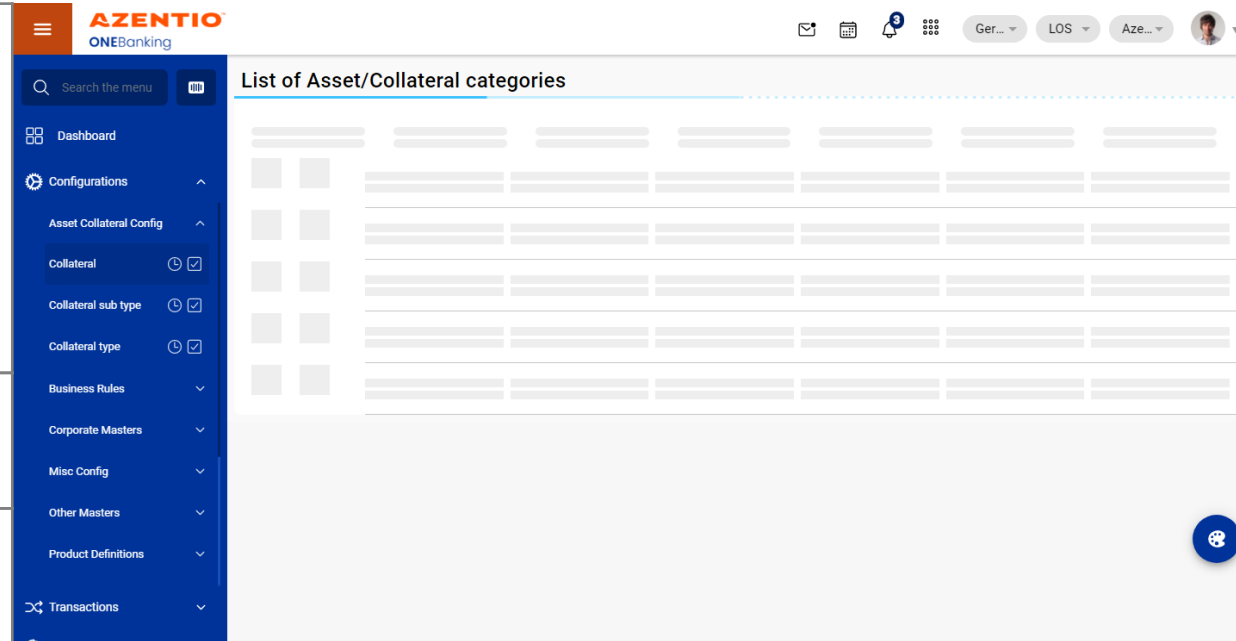 AZENTIO
ONEBanking
3
Ger...
LOS
Aze...
Search the menu
List of Asset/Collateral categories
Dashboard
Configurations
Asset Collateral Config
Collateral
Collateral sub type
Collateral type
Business Rules
Corporate Masters
Misc Config
Other Masters
Product Definitions
Transactions